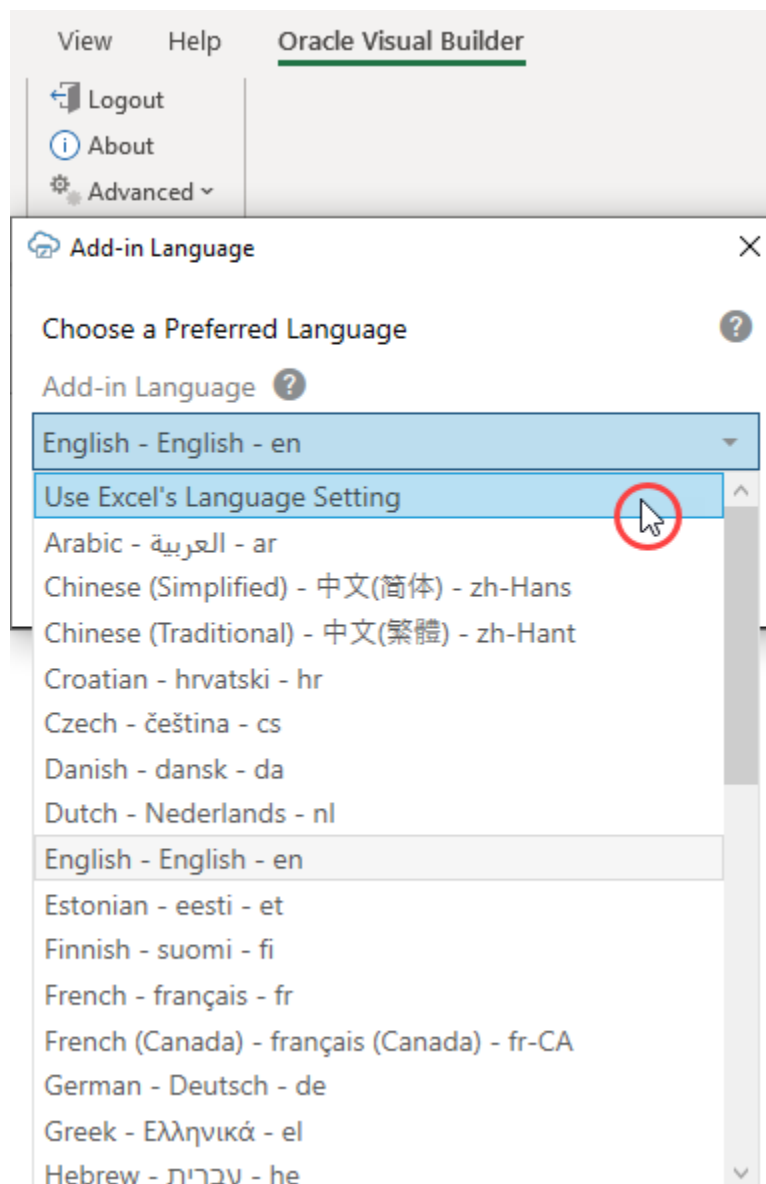 View Help Oracle Visual Builder
Logout
About
Advanced
Add-in Language
Choose a Preferred Language
Add-in Language
English - English - en
Use Excel's Language Setting
Arabic - العربية - ar
Chinese (Simplified) - 中文(简体) - zh-Hans
Chinese (Traditional) - 中文(繁體) - zh-Hant
Croatian - hrvatski - hr
Czech - čeština - cs
Danish - dansk - da
Dutch - Nederlands - nl
English - English - en
Estonian - eesti - et
Finnish - suomi - fi
French - français - fr
French (Canada) - français (Canada) - fr-CA
German - Deutsch - de
Greek - Ελληνικά - el
Hebrew - עברית - he